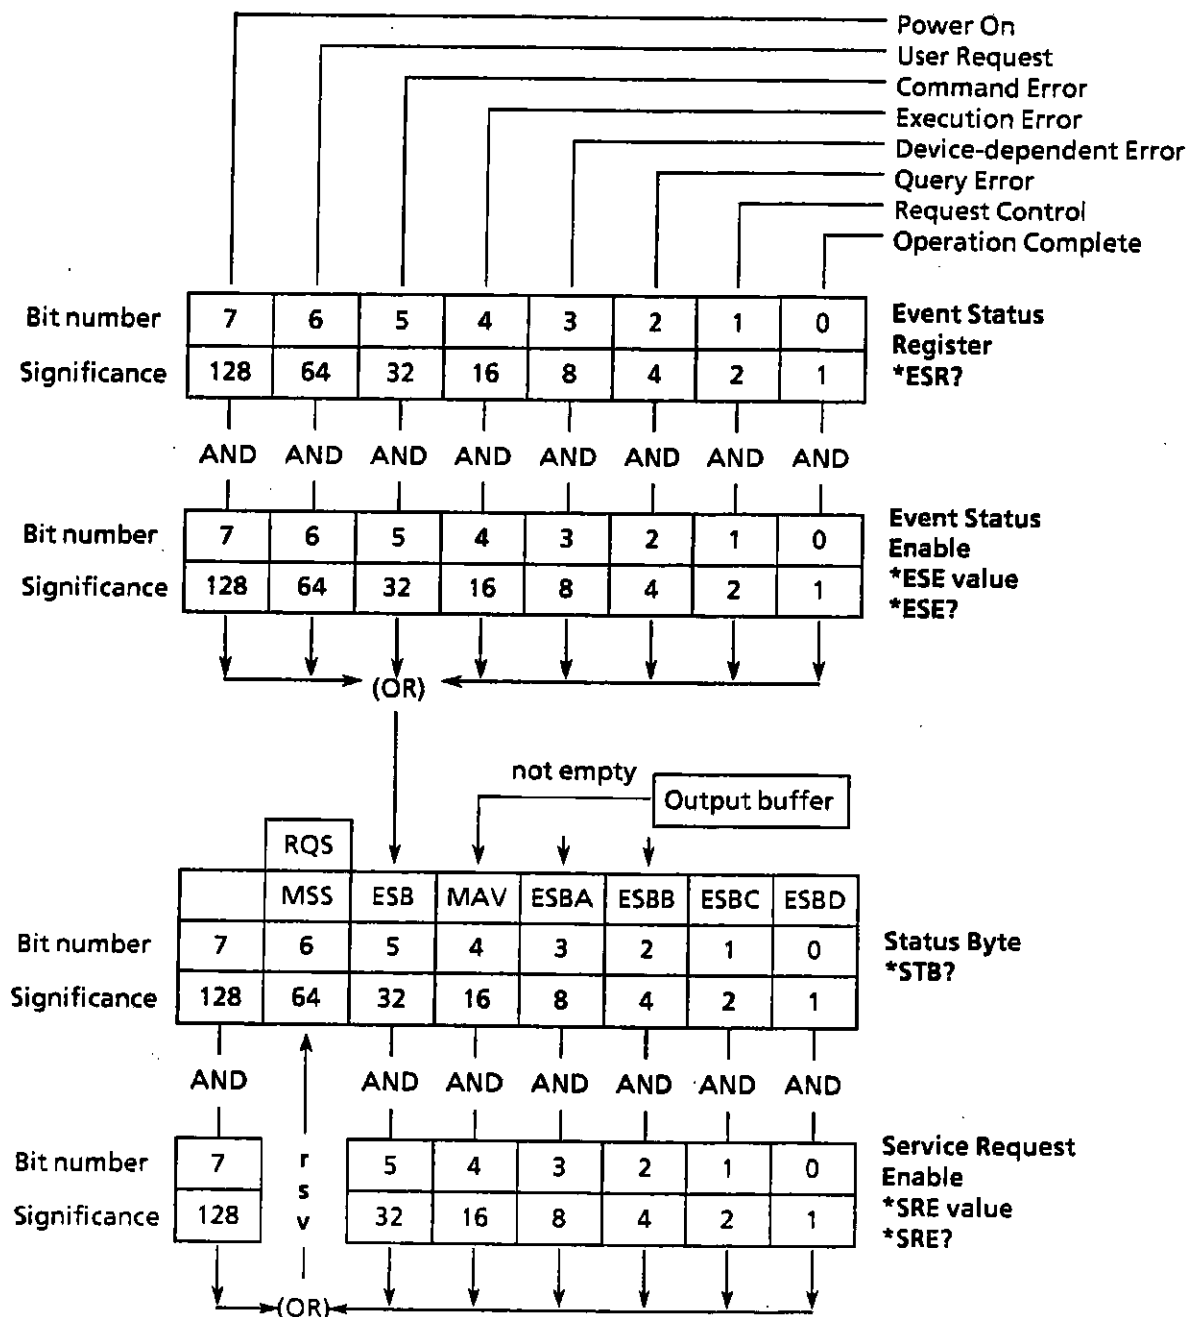 Power On
User Request
Command Error
Execution Error
Device-dependent Error
Query Error
Request Control
Operation Complete
Bit number 7 6 5 4 3 2 1 0 Event Status
Register
Significance 128 64 32 16 8 4 2 1 *ESR?
AND AND AND AND AND AND AND AND
Bit number 7 6 5 4 3 2 1 0 Event Status
Enable
Significance 128 64 32 16 8 4 2 1 *ESE value
*ESE?
(OR)
not empty Output buffer
RQS
MSS ESB MAV ESBA ESBB ESBC ESBD
Bit number 7 6 5 4 3 2 1 0 Status Byte
*STB?
Significance 128 64 32 16 8 4 2 1
AND AND AND AND AND AND AND
Bit number 7 r 5 4 3 2 1 0 Service Request
Enable
s
Significance 128 v 32 16 8 4 2 1 *SRE value
*SRE?
(OR)